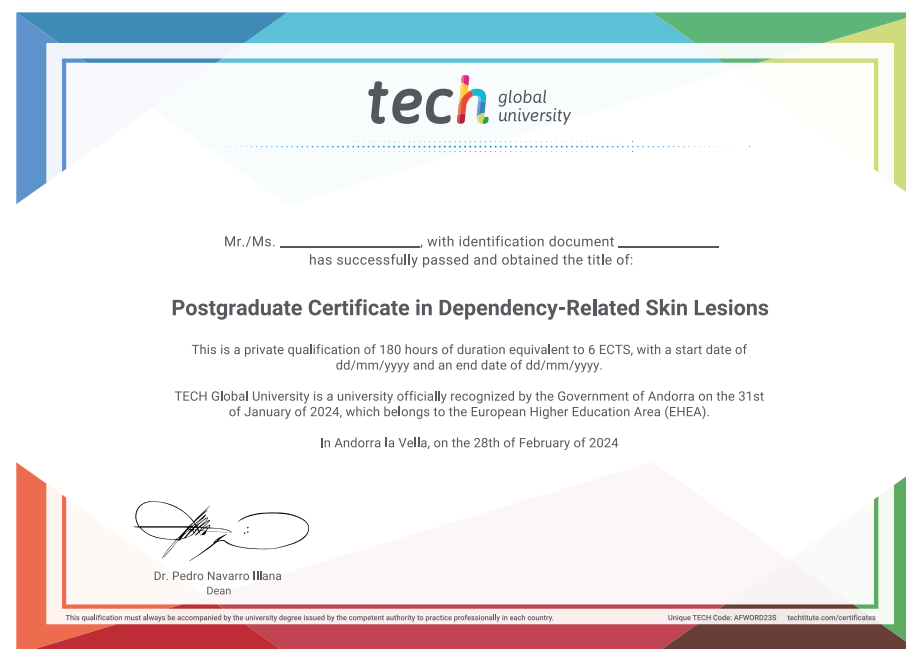 tech global university
Mr./Ms. ____________________, with identification document ______________
has successfully passed and obtained the title of:
Postgraduate Certificate in Dependency-Related Skin Lesions
This is a private qualification of 180 hours of duration equivalent to 6 ECTS, with a start date of
dd/mm/yyyy and an end date of dd/mm/yyyy.
TECH Global University is a university officially recognized by the Government of Andorra on the 31st
of January of 2024, which belongs to the European Higher Education Area (EHEA).
In Andorra la Vella, on the 28th of February of 2024
Dr. Pedro Navarro Illana
Dean
This qualification must always be accompanied by the university degree issued by the competent authority to practice professionally in each country.
Unique TECH Code: AFWORD23S techtitute.com/certificates